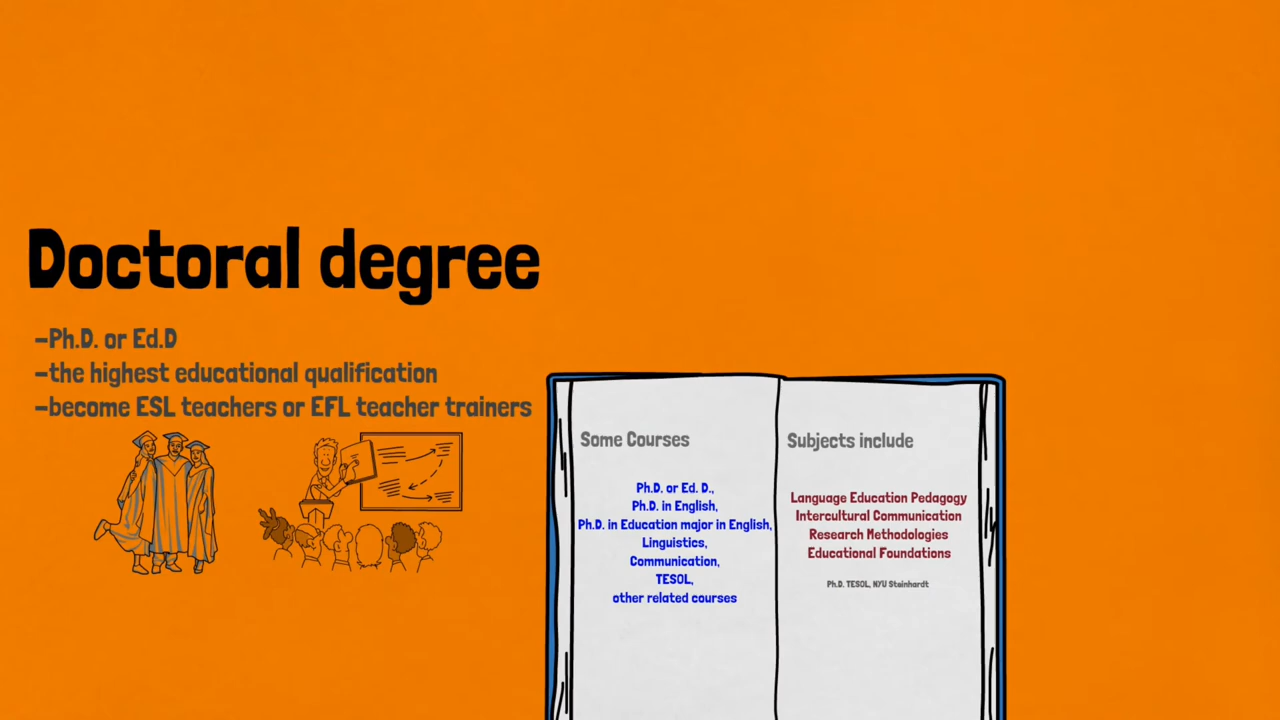 Doctoral degree
-Ph.D. or Ed.D
-the highest educational qualification
-become ESL teachers or EFL teacher trainers
Some Courses
Ph.D. or Ed. D.,
Ph.D. in English,
Ph.D. in Education major in English,
Linguistics,
Communication,
TESOL,
other related courses
Subjects include
Language Education Pedagogy
Intercultural Communication
Research Methodologies
Educational Foundations
Ph.D. TESOL, NYU Steinhardt